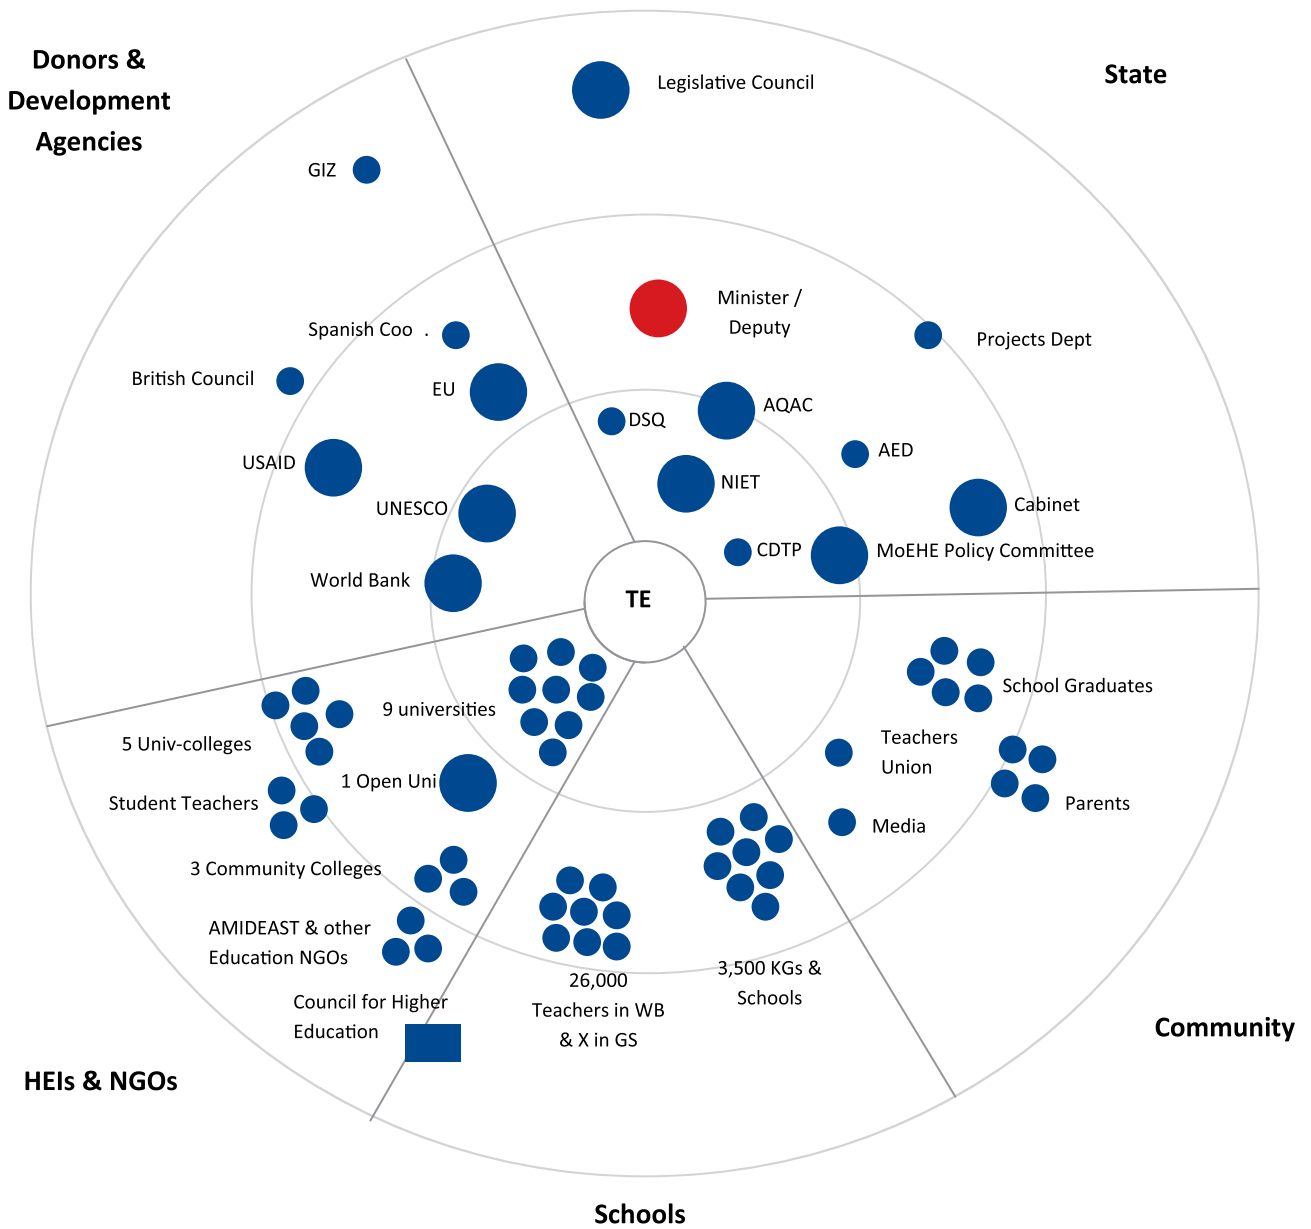 Donors &
Development
Agencies
State
Legislative Council
GIZ
Minister /
Deputy
Spanish Coo .
Projects Dept
British Council
EU
AQAC
DSQ
AED
USAID
NIET
UNESCO
Cabinet
CDTP
MoEHE Policy Committee
World Bank
TE
School Graduates
9 universities
5 Univ-colleges
Teachers
Union
1 Open Uni
Student Teachers
Parents
Media
3 Community Colleges
AMIDEAST & other
Education NGOs
26,000
Teachers in WB
& X in GS
3,500 KGs &
Schools
Council for Higher
Education
Community
HEIs & NGOs
Schools